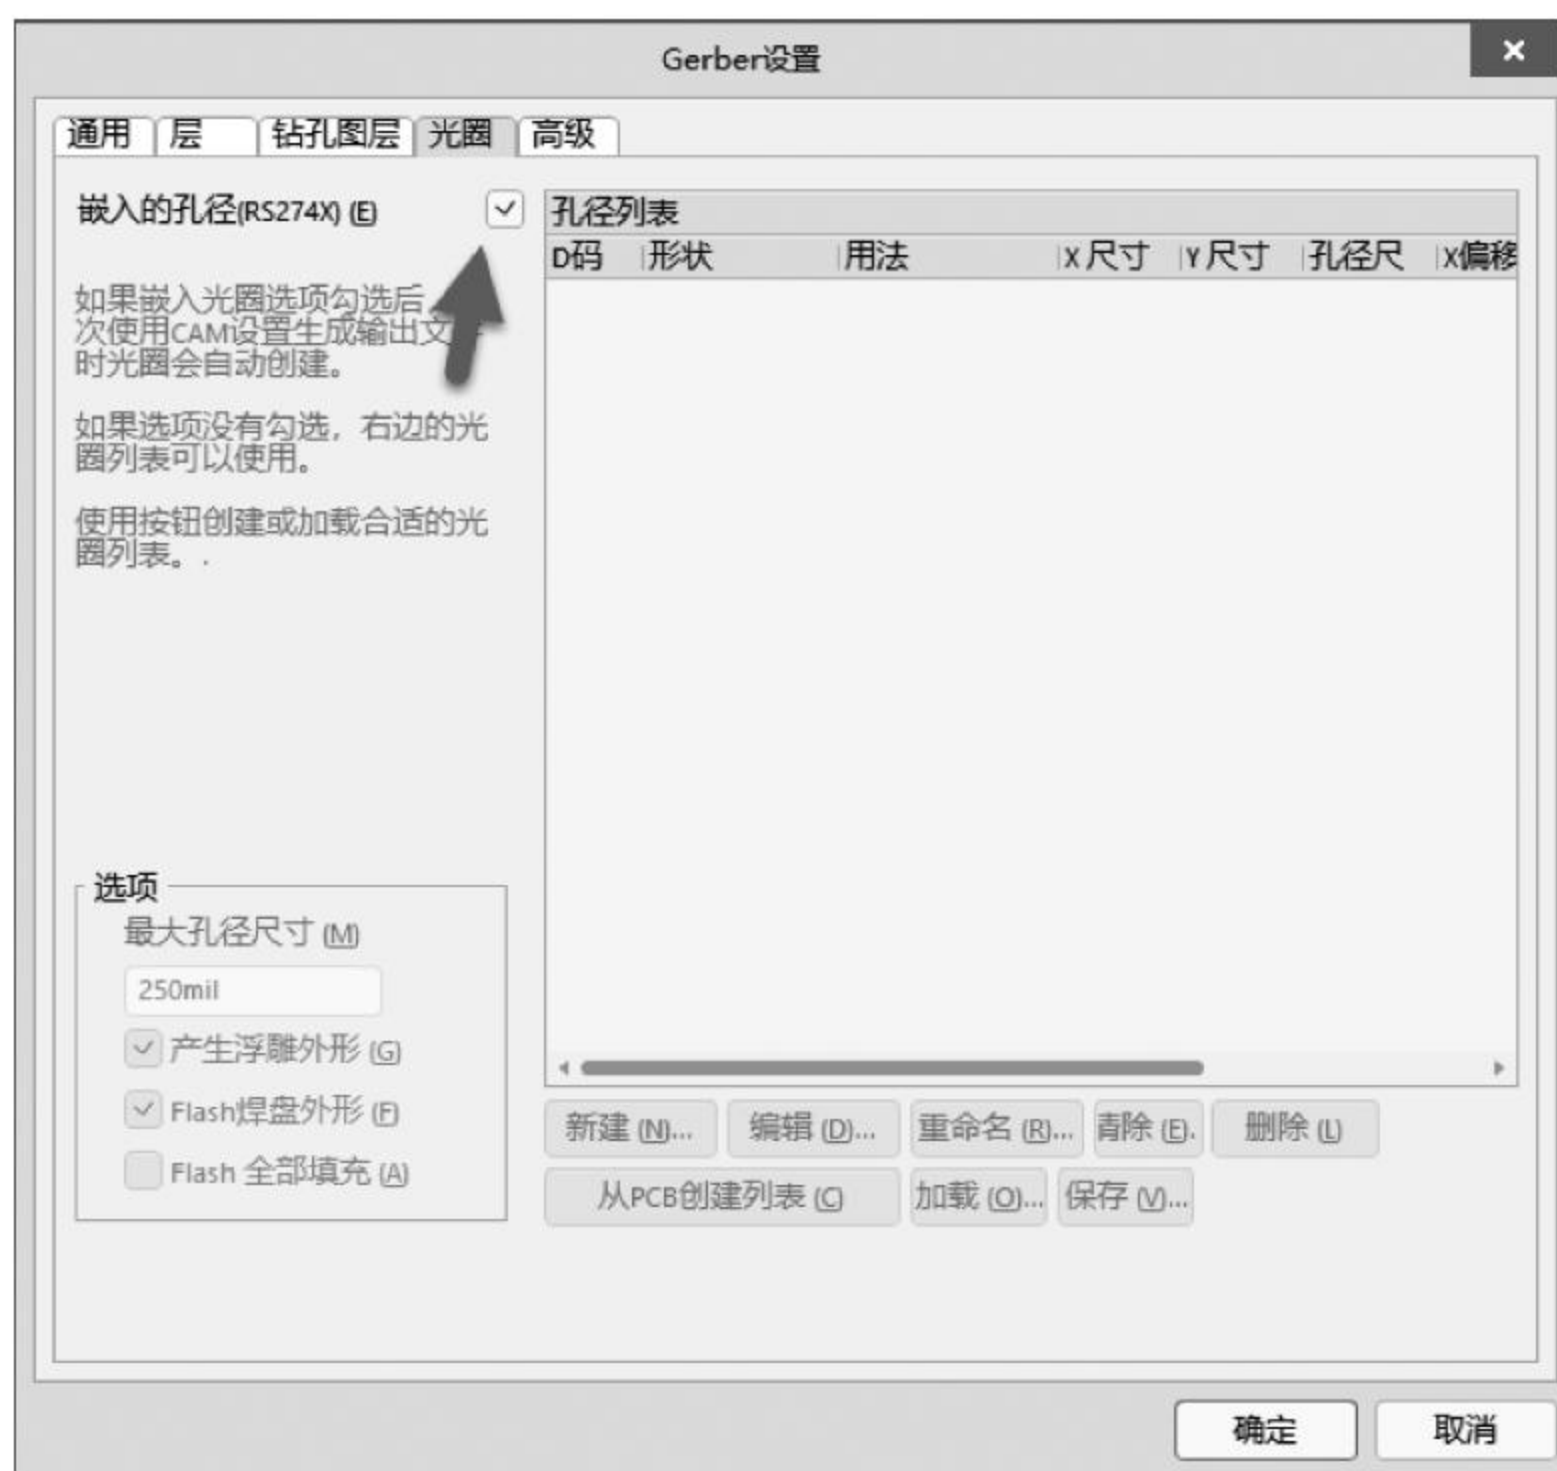 Gerber设置
通用 层 钻孔图层 光圈 高级
嵌入的孔径(RS274X) (E)
如果嵌入光圈选项勾选后
次使用CAM设置生成输出文
时光圈会自动创建。
如果选项没有勾选，右边的光
圈列表可以使用。
使用按钮创建或加载合适的光
圈列表。.
孔径列表
D码 形状 用法 X尺寸 Y尺寸 孔径尺 X偏移
选项
最大孔径尺寸 (M)
250mil
产生浮雕外形 (G)
Flash焊盘外形 (F)
Flash 全部填充 (A)
新建 (N)... 编辑 (D)... 重命名 (R)... 除 (E). 删除 (L)
从PCB创建列表 (C) 加载 (O)... 保存 (V)...
确定 取消